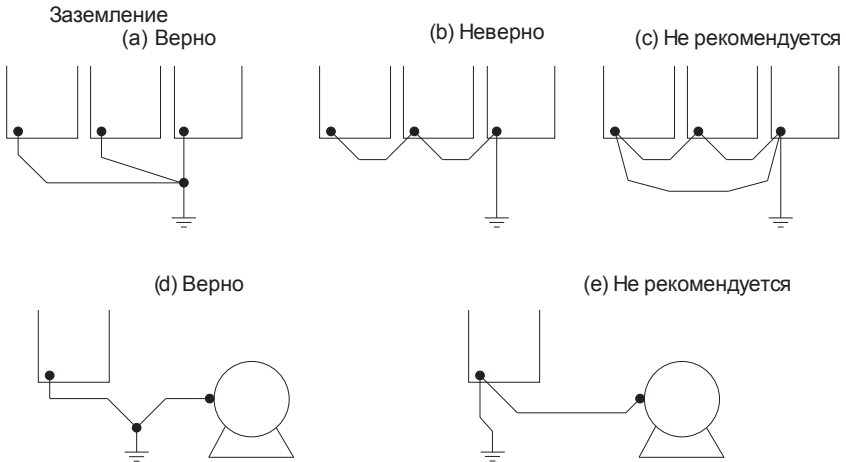 Заземление
(a) Верно
(b) Неверно
(c) Не рекомендуется
(d) Верно
(e) Не рекомендуется